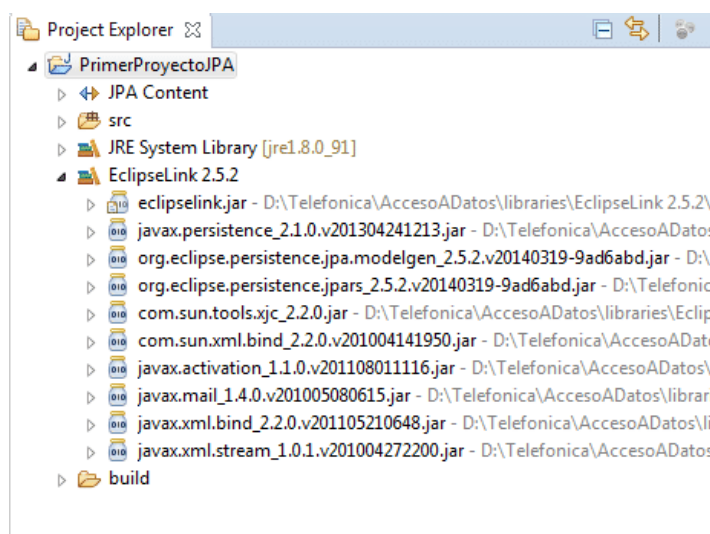 Project Explorer
PrimerProyectoJPA
JPA Content
src
JRE System Library [jre1.8.0_91]
EclipseLink 2.5.2
eclipselink.jar - D:\Telefonica\AccesoADatos\libraries\EclipseLink 2.5.2\
javax.persistence_2.1.0.v201304241213.jar - D:\Telefonica\AccesoADatos
org.eclipse.persistence.jpa.modelgen_2.5.2.v20140319-9ad6abd.jar - D:\
org.eclipse.persistence.jpars_2.5.2.v20140319-9ad6abd.jar - D:\Telefonic
com.sun.tools.xjc_2.2.0.jar - D:\Telefonica\AccesoADatos\libraries\Eclip
com.sun.xml.bind_2.2.0.v201004141950.jar - D:\Telefonica\AccesoADat
javax.activation_1.1.0.v201108011116.jar - D:\Telefonica\AccesoADatos\
javax.mail_1.4.0.v201005080615.jar - D:\Telefonica\AccesoADatos\librar
javax.xml.bind_2.2.0.v201105210648.jar - D:\Telefonica\AccesoADatos\li
javax.xml.stream_1.0.1.v201004272200.jar - D:\Telefonica\AccesoADatos
build